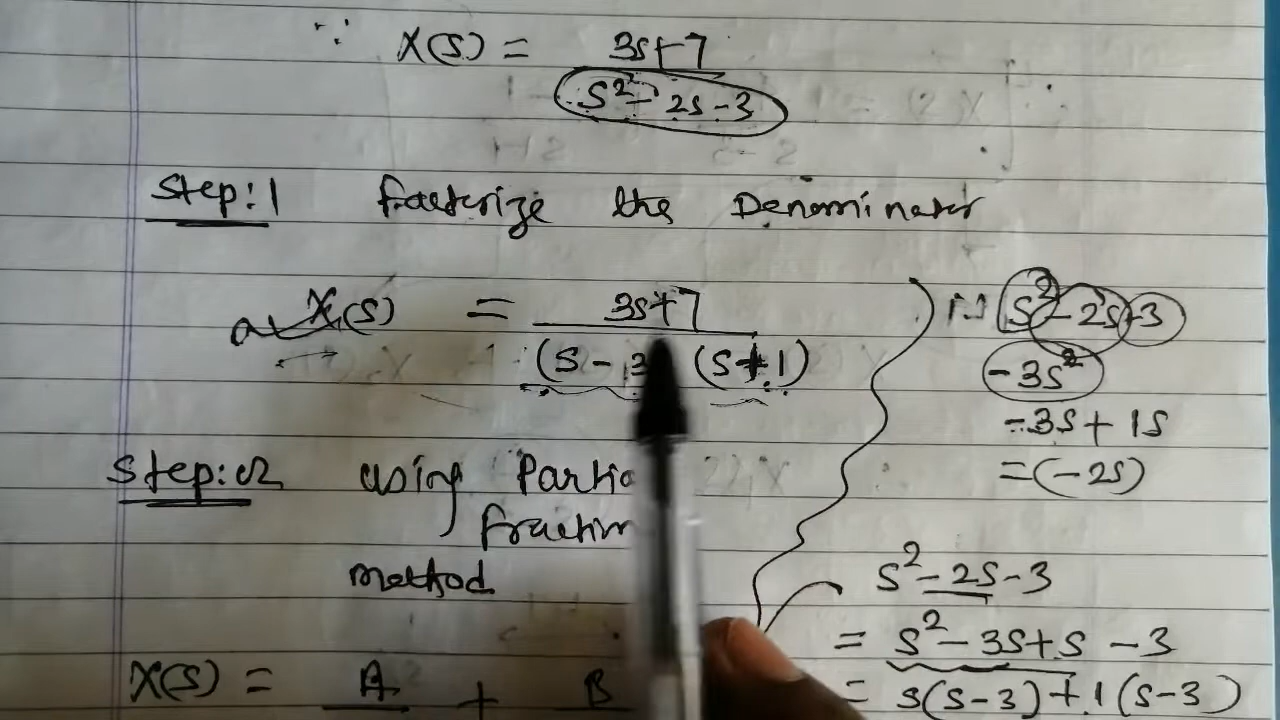 ∵ X(s) = 3s+7
s² - 2s - 3
Step:1 factorize the Denominator
X(s) = 3s+7
(s - 3) (s+1)
Step:02 using Partia
fraction
method
X(s) = A + B
s² - 2s - 3
-3s²
-3s + 1s
= (-2s)
s² - 2s - 3
= s² - 3s + s - 3
= s(s-3) + 1(s-3)